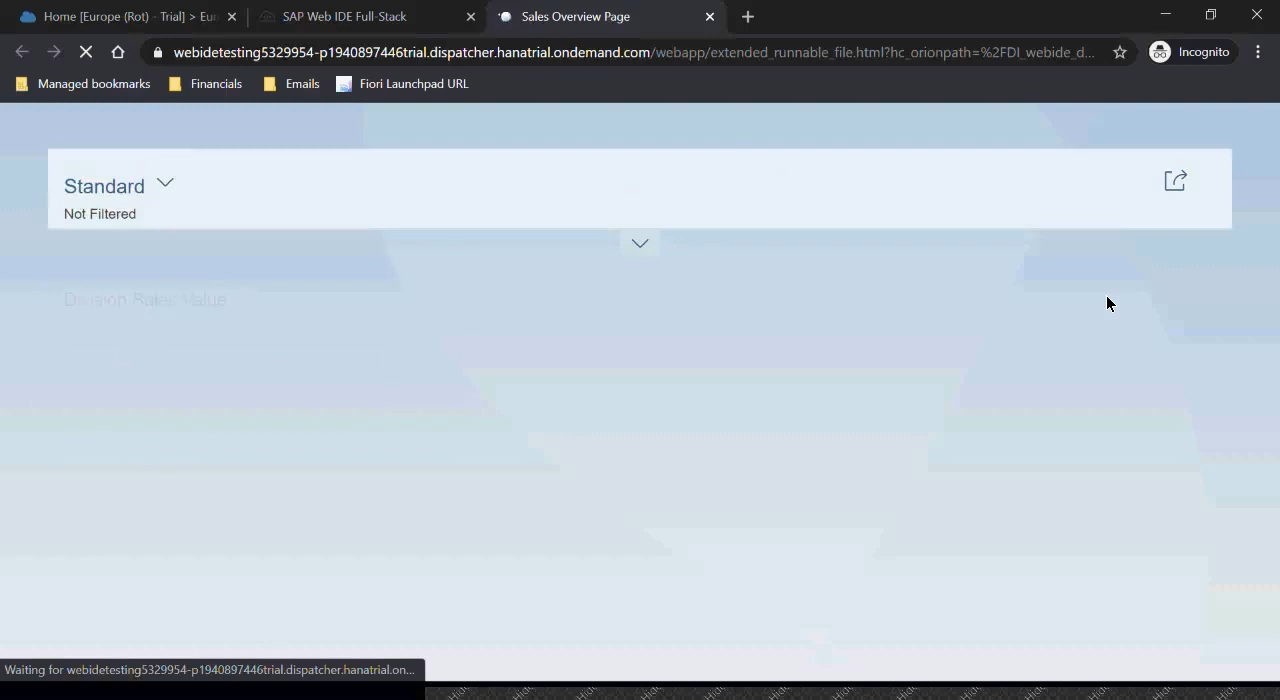 Home [Europe (Rot) - Trial] > Eur
SAP Web IDE Full-Stack
Sales Overview Page
webidetesting5329954-p1940897446trial.dispatcher.hanatrial.ondemand.com/webapp/extended_runnable_file.html?hc_orionpath=%2FDI_webide_d...
Incognito
Managed bookmarks
Financials
Emails
Fiori Launchpad URL
Standard
Not Filtered
Sales Value
Waiting for webidetesting5329954-p1940897446trial.dispatcher.hanatrial.on...